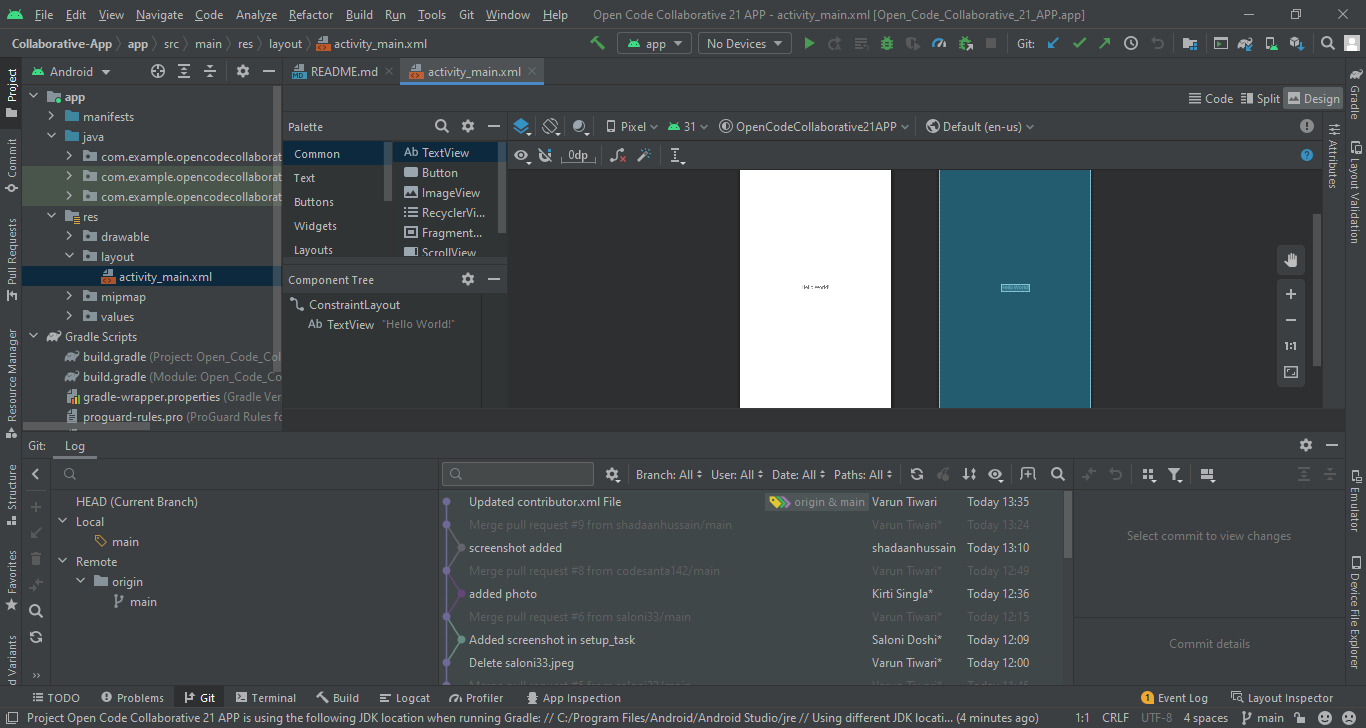 File Edit View Navigate Code Analyze Refactor Build Run Tools Git Window Help Open Code Collaborative 21 APP - activity_main.xml [Open_Code_Collaborative_21_APP.app]
Collaborative-App app src main res layout activity_main.xml app No Devices Git:
Android README.md activity_main.xml
Project
Commit
Pull Requests
Resource Manager
Structure
Favorites
d Variants
app
manifests
java
com.example.opencodecollaborat
com.example.opencodecollaborat
com.example.opencodecollaborat
res
drawable
layout
activity_main.xml
mipmap
values
Gradle Scripts
build.gradle (Project: Open_Code_Col
build.gradle (Module: Open_Code_Co
gradle-wrapper.properties (Gradle Ver
proguard-rules.pro (ProGuard Rules fo
Code Split Design
Palette
Common
Text
Buttons
Widgets
Layouts
Ab TextView
Button
ImageView
RecyclerVi...
Fragment...
ScrollView
Component Tree
ConstraintLayout
Ab TextView "Hello World!"
Pixel 31 OpenCodeCollaborative21APP Default (en-us)
0dp
Hello World!
Hello World!
1:1
Attributes
Gradle
Layout Validation
Emulator
Device File Explorer
Git: Log
Branch: All User: All Date: All Paths: All
HEAD (Current Branch)
Local
main
Remote
origin
main
Updated contributor.xml File origin & main Varun Tiwari Today 13:35
Merge pull request #9 from shadaanhussain/main Varun Tiwari* Today 13:24
screenshot added shadaanhussain Today 13:10
Merge pull request #8 from codesanta142/main Varun Tiwari* Today 12:49
added photo Kirti Singla* Today 12:36
Merge pull request #6 from saloni33/main Varun Tiwari* Today 12:15
Added screenshot in setup_task Saloni Doshi* Today 12:09
Delete saloni33.jpeg Varun Tiwari* Today 12:00
Select commit to view changes
Commit details
TODO Problems Git Terminal Build Logcat Profiler App Inspection 1 Event Log Layout Inspector
Project Open Code Collaborative 21 APP is using the following JDK location when running Gradle: // C:/Program Files/Android/Android Studio/jre // Using different JDK locati... (4 minutes ago) 1:1 CRLF UTF-8 4 spaces main